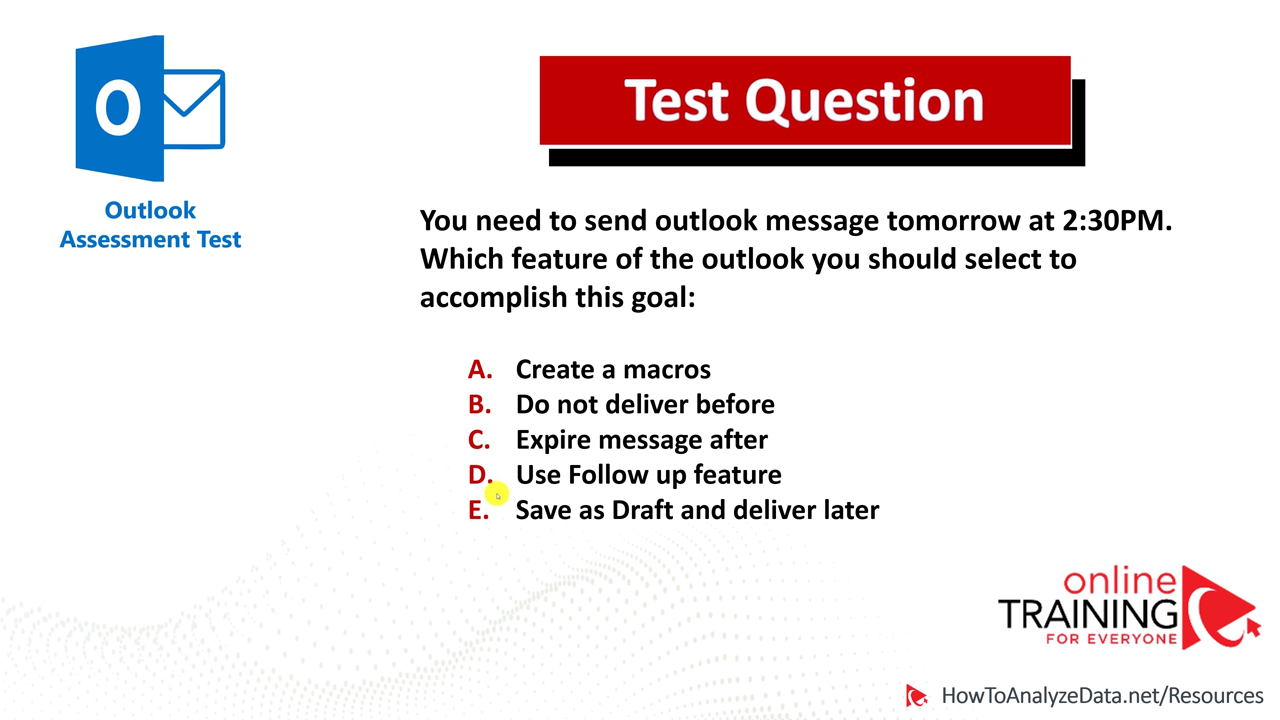 O
Outlook
Assessment Test
Test Question
You need to send outlook message tomorrow at 2:30PM.
Which feature of the outlook you should select to
accomplish this goal:
A. Create a macros
B. Do not deliver before
C. Expire message after
D. Use Follow up feature
E. Save as Draft and deliver later
online
TRAINING
FOR EVERYONE
HowToAnalyzeData.net/Resources